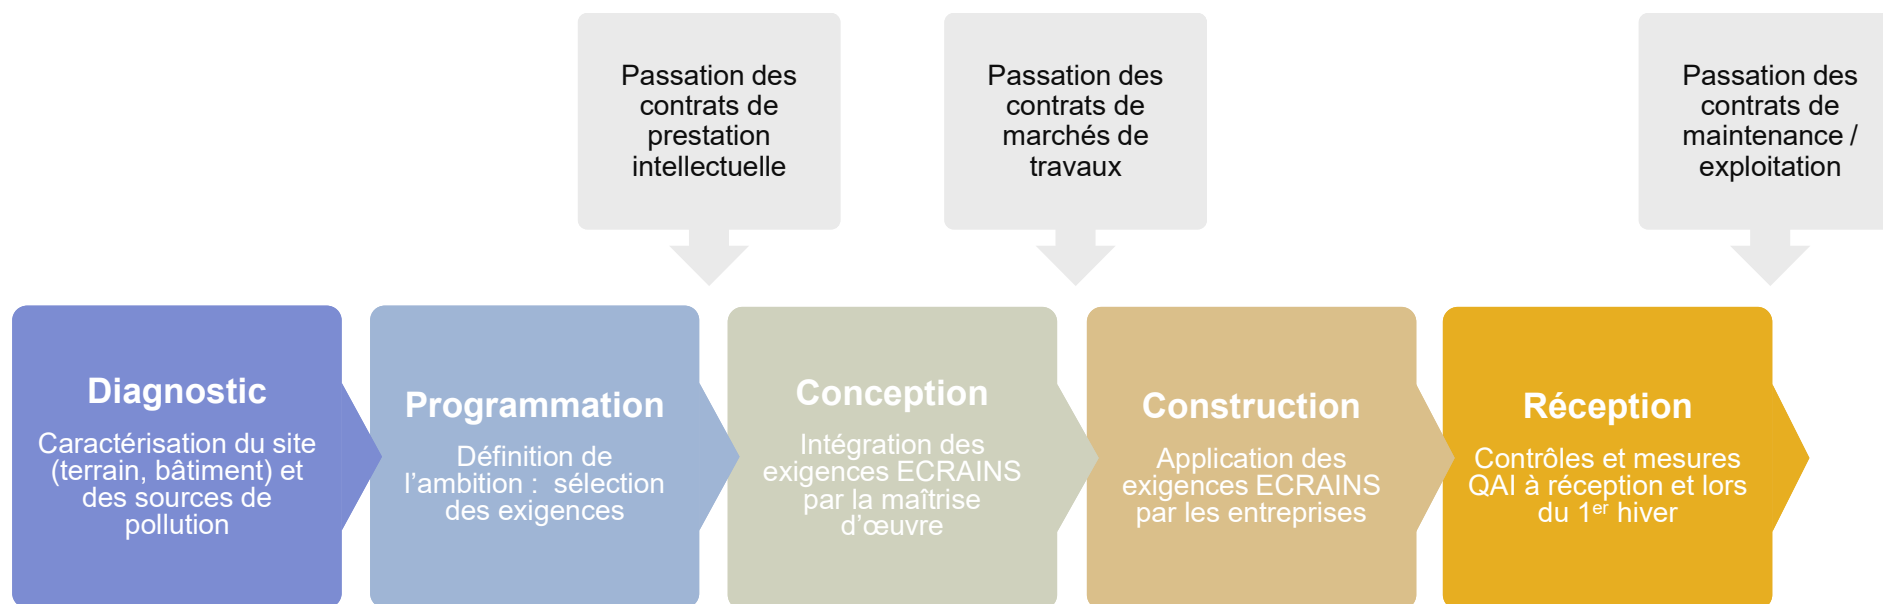 Passation des
contrats de
prestation
intellectuelle
Passation des
contrats de
marchés de
travaux
Passation des
contrats de
maintenance /
exploitation
Diagnostic
Caractérisation du site
(terrain, bâtiment) et
des sources de
pollution
Programmation
Définition de
l’ambition :  sélection
des exigences
Conception
Intégration des
exigences ECRAINS
par la maîtrise
d’œuvre
Construction
Application des
exigences ECRAINS
par les entreprises
Réception
Contrôles et mesures
QAI à réception et lors
du 1er hiver